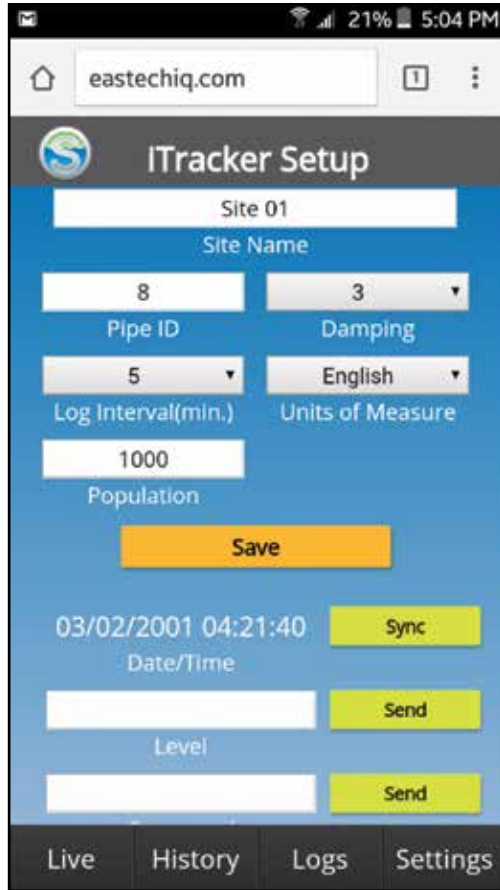 21% 5:04 PM
eastechiq.com 1
iTracker Setup
Site 01
Site Name
8 3
Pipe ID Damping
5 English
Log Interval(min.) Units of Measure
1000
Population
Save
03/02/2001 04:21:40 Sync
Date/Time
Send
Level
Send
Live History Logs Settings